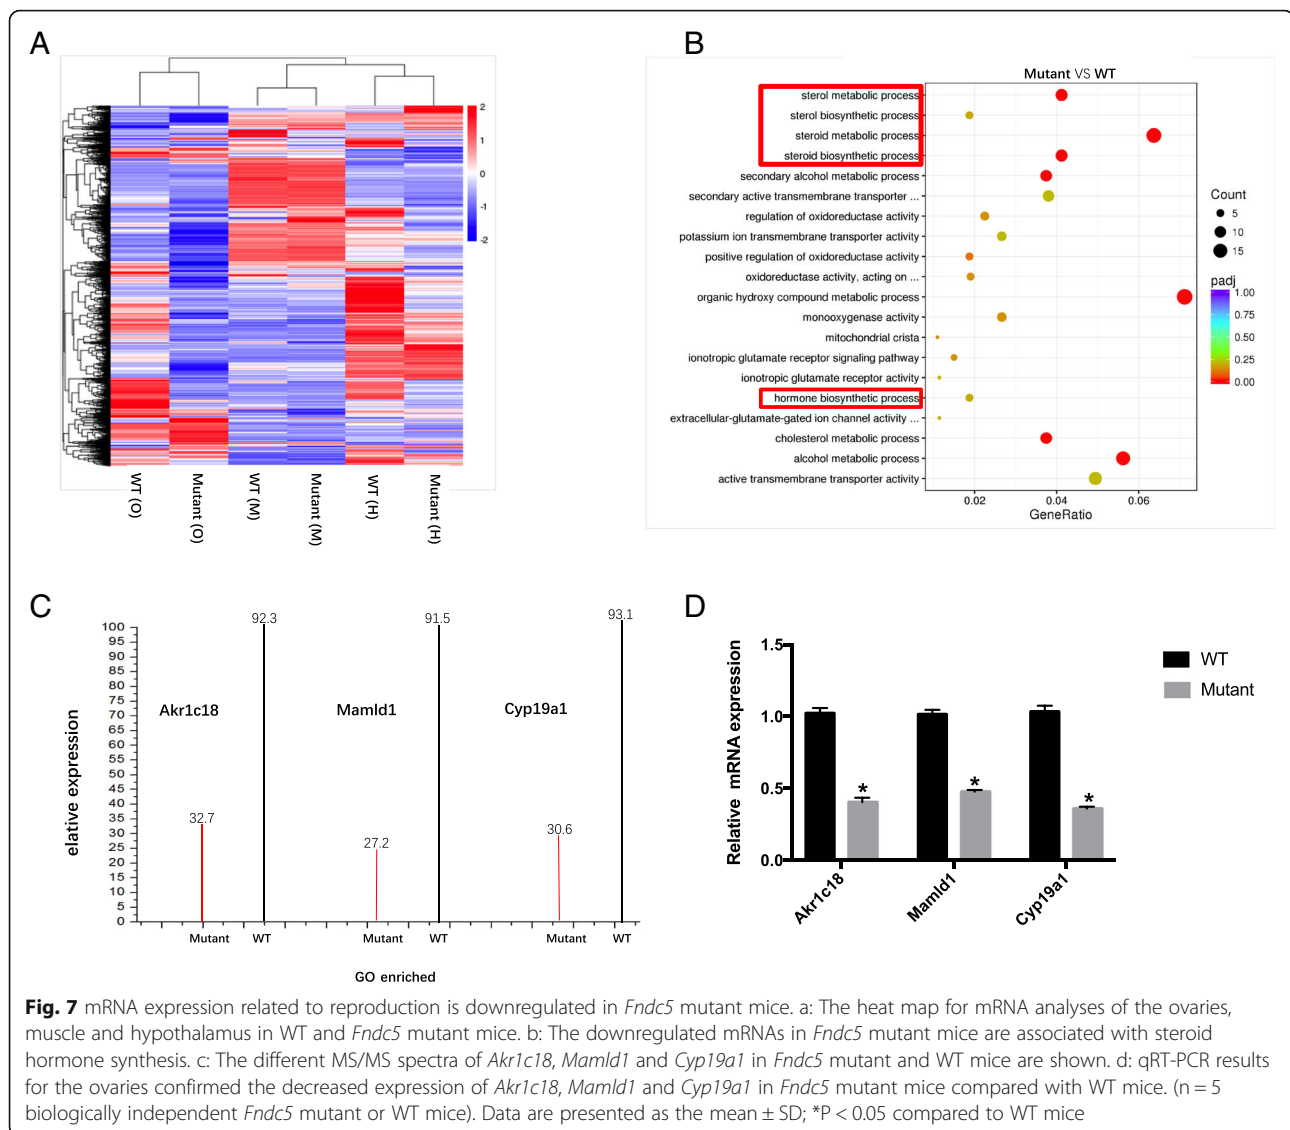 A
2
1
0
-1
-2
WT (O)
Mutant (O)
WT (M)
Mutant (M)
WT (H)
Mutant (H)
B
Mutant VS WT
sterol metabolic process
sterol biosynthetic process
steroid metabolic process
steroid biosynthetic process
secondary alcohol metabolic process
secondary active transmembrane transporter ...
regulation of oxidoreductase activity
potassium ion transmembrane transporter activity
positive regulation of oxidoreductase activity
oxidoreductase activity, acting on ...
organic hydroxy compound metabolic process
monooxygenase activity
mitochondrial crista
ionotropic glutamate receptor signaling pathway
ionotropic glutamate receptor activity
hormone biosynthetic process
extracellular-glutamate-gated ion channel activity ...
cholesterol metabolic process
alcohol metabolic process
active transmembrane transporter activity
0.02 0.04 0.06
GeneRatio
Count
5
10
15
padj
1.00
0.75
0.50
0.25
0.00
C
elative expression
100
95
90
85
80
75
70
65
60
55
50
45
40
35
30
25
20
15
10
5
0
92.3 91.5 93.1
Akr1c18 Mamld1 Cyp19a1
32.7 27.2 30.6
Mutant WT Mutant WT Mutant WT
GO enriched
D
Relative mRNA expression
1.5
1.0
0.5
0.0
* * *
Akr1c18
Mamld1
Cyp19a1
WT
Mutant
Fig. 7 mRNA expression related to reproduction is downregulated in Fndc5 mutant mice. a: The heat map for mRNA analyses of the ovaries,
muscle and hypothalamus in WT and Fndc5 mutant mice. b: The downregulated mRNAs in Fndc5 mutant mice are associated with steroid
hormone synthesis. c: The different MS/MS spectra of Akr1c18, Mamld1 and Cyp19a1 in Fndc5 mutant and WT mice are shown. d: qRT-PCR results
for the ovaries confirmed the decreased expression of Akr1c18, Mamld1 and Cyp19a1 in Fndc5 mutant mice compared with WT mice. (n = 5
biologically independent Fndc5 mutant or WT mice). Data are presented as the mean ± SD; *P < 0.05 compared to WT mice